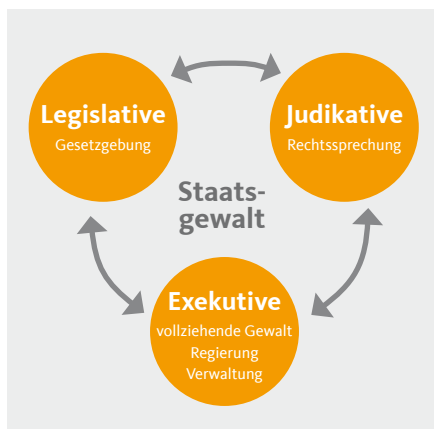 Legislative
Gesetzgebung
Judikative
Rechtssprechung
Staats-
gewalt
Exekutive
vollziehende Gewalt
Regierung
Verwaltung